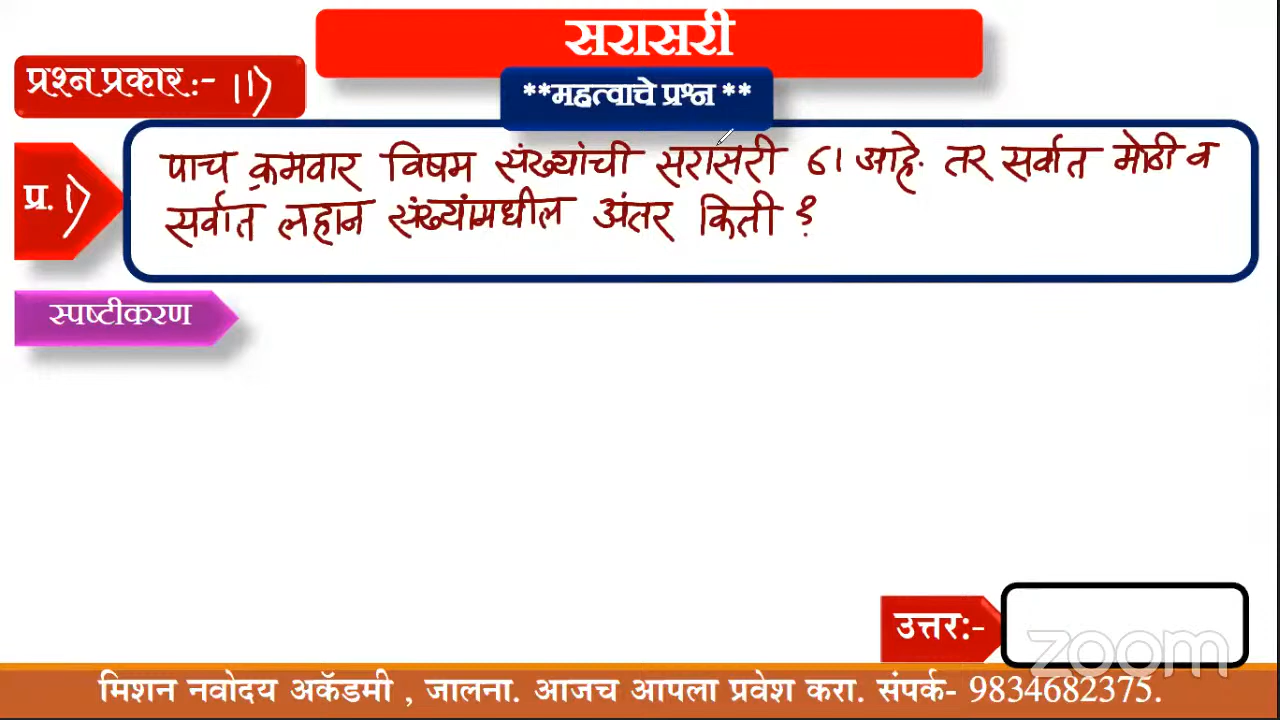 सरासरी
प्रश्न प्रकार :- 11)
**महत्वाचे प्रश्न **
प्र. 1)
पाच क्रमवार विषम संख्यांची सरासरी 61 आहे. तर सर्वात मोठी व
सर्वात लहान संख्यांमधील अंतर किती ?
स्पष्टीकरण
उत्तर:-
zoom
मिशन नवोदय अकॅडमी , जालना. आजच आपला प्रवेश करा. संपर्क- 9834682375.